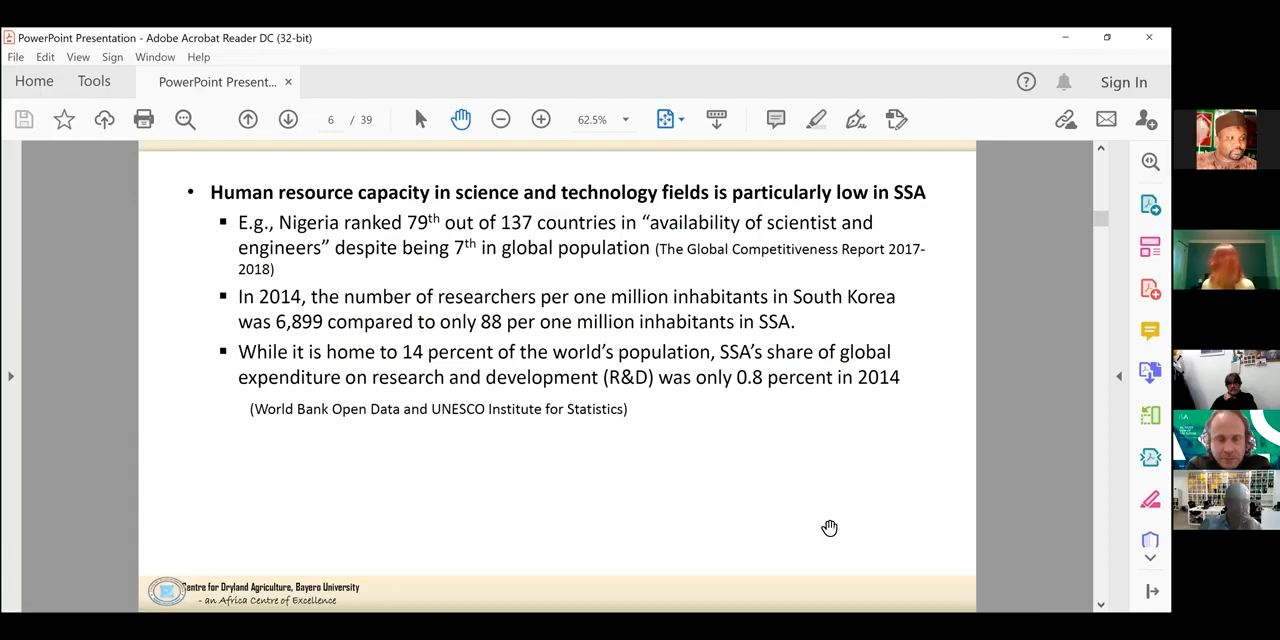 PowerPoint Presentation - Adobe Acrobat Reader DC (32-bit)
File Edit View Sign Window Help
Home Tools PowerPoint Present... × Sign In
6 / 39 62.5%
• Human resource capacity in science and technology fields is particularly low in SSA
▪ E.g., Nigeria ranked 79th out of 137 countries in “availability of scientist and
engineers” despite being 7th in global population (The Global Competitiveness Report 2017-
2018)
▪ In 2014, the number of researchers per one million inhabitants in South Korea
was 6,899 compared to only 88 per one million inhabitants in SSA.
▪ While it is home to 14 percent of the world’s population, SSA’s share of global
expenditure on research and development (R&D) was only 0.8 percent in 2014
(World Bank Open Data and UNESCO Institute for Statistics)
Centre for Dryland Agriculture, Bayero University
- an Africa Centre of Excellence